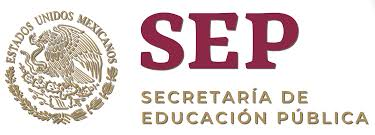 ESTADOS UNIDOS MEXICANOS
SEP
SECRETARÍA DE
EDUCACIÓN PÚBLICA